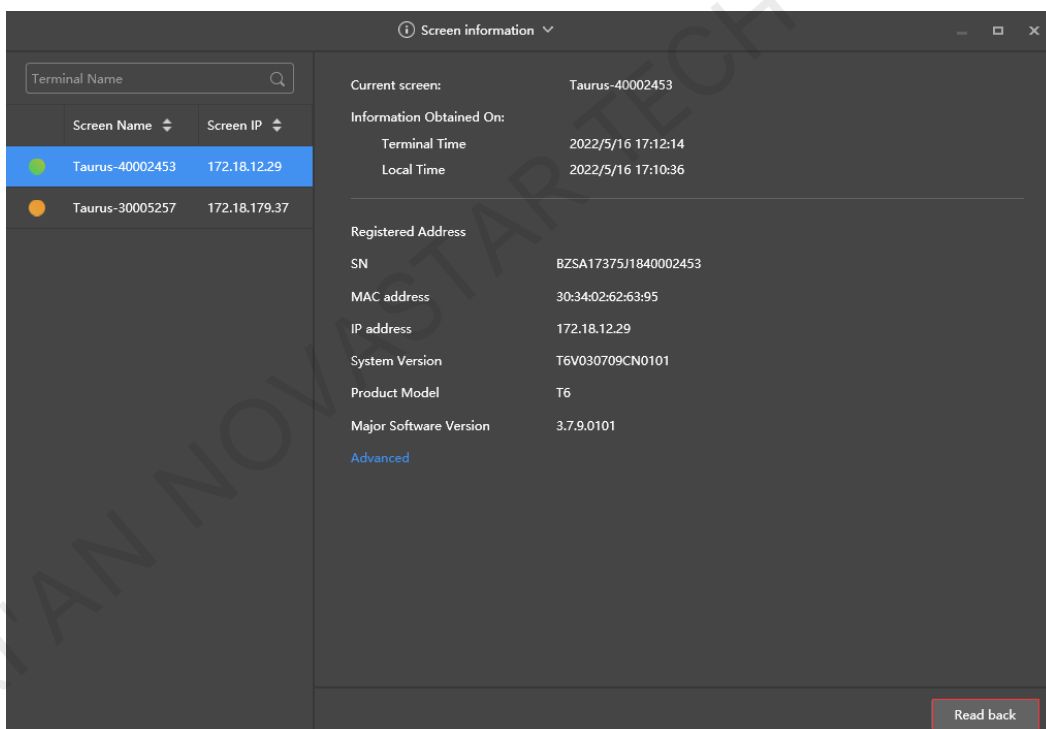 Screen information
Terminal Name
Screen Name Screen IP
Taurus-40002453 172.18.12.29
Taurus-30005257 172.18.179.37
Current screen: Taurus-40002453
Information Obtained On:
Terminal Time 2022/5/16 17:12:14
Local Time 2022/5/16 17:10:36
Registered Address
SN BZSA17375J1840002453
MAC address 30:34:02:62:63:95
IP address 172.18.12.29
System Version T6V030709CN0101
Product Model T6
Major Software Version 3.7.9.0101
Advanced
Read back
TAN NOVASTAR TECH